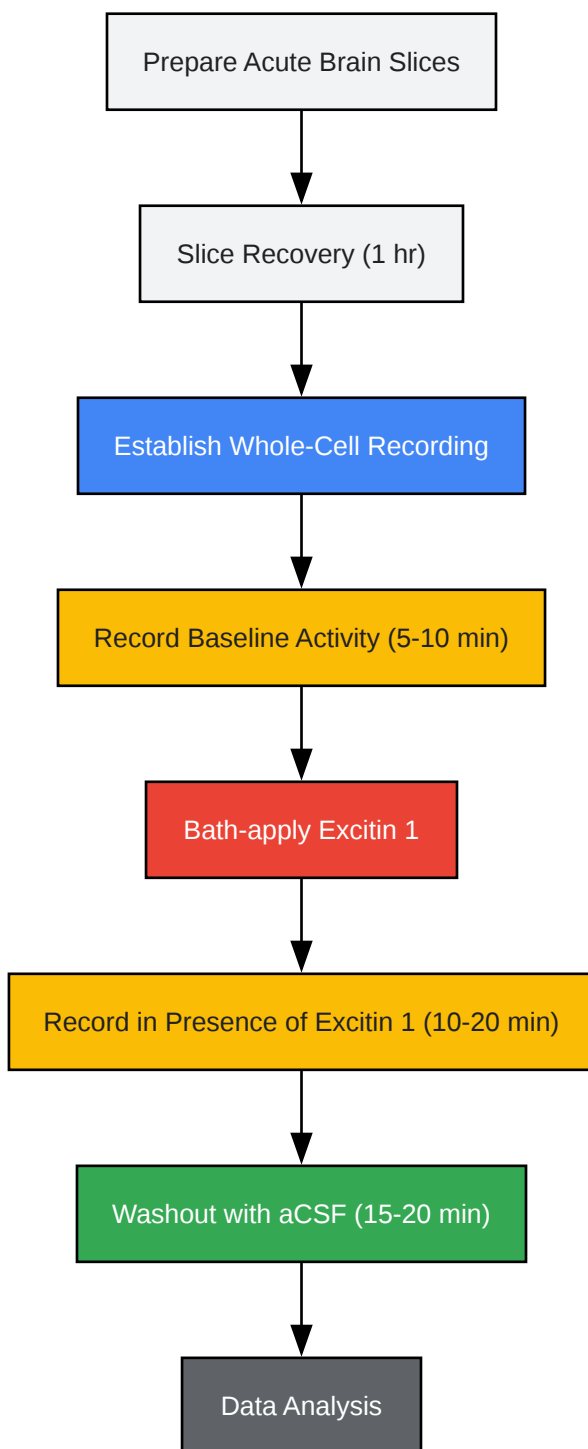 Prepare Acute Brain Slices
Slice Recovery (1 hr)
Establish Whole-Cell Recording
Record Baseline Activity (5-10 min)
Bath-apply Excitin 1
Record in Presence of Excitin 1 (10-20 min)
Washout with aCSF (15-20 min)
Data Analysis